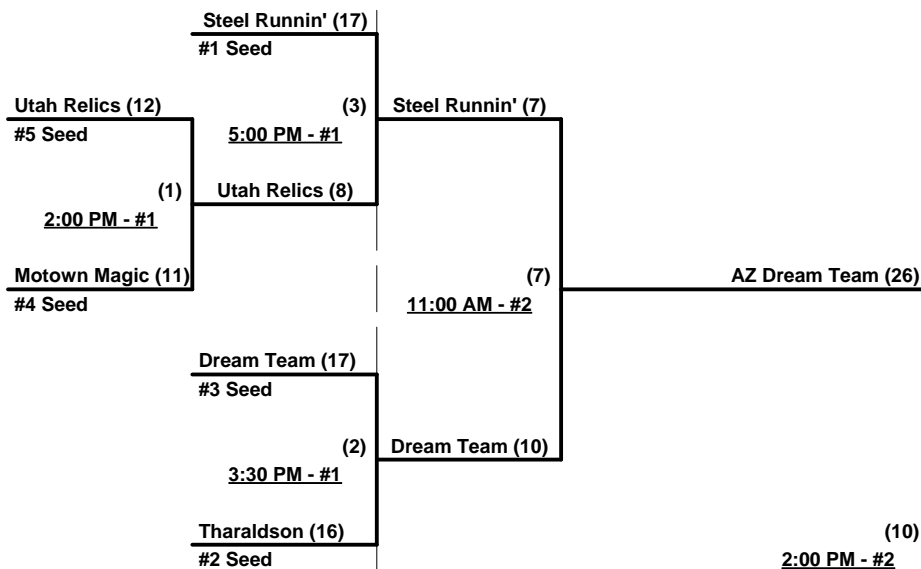 Steel Runnin' (17)
#1 Seed
Utah Relics (12)
(3)
Steel Runnin' (7)
#5 Seed
5:00 PM - #1
(1)
Utah Relics (8)
2:00 PM - #1
Motown Magic (11)
(7)
AZ Dream Team (26)
#4 Seed
11:00 AM - #2
Dream Team (17)
#3 Seed
(2)
Dream Team (10)
3:30 PM - #1
Tharaldson (16)
(10)
#2 Seed
2:00 PM - #2